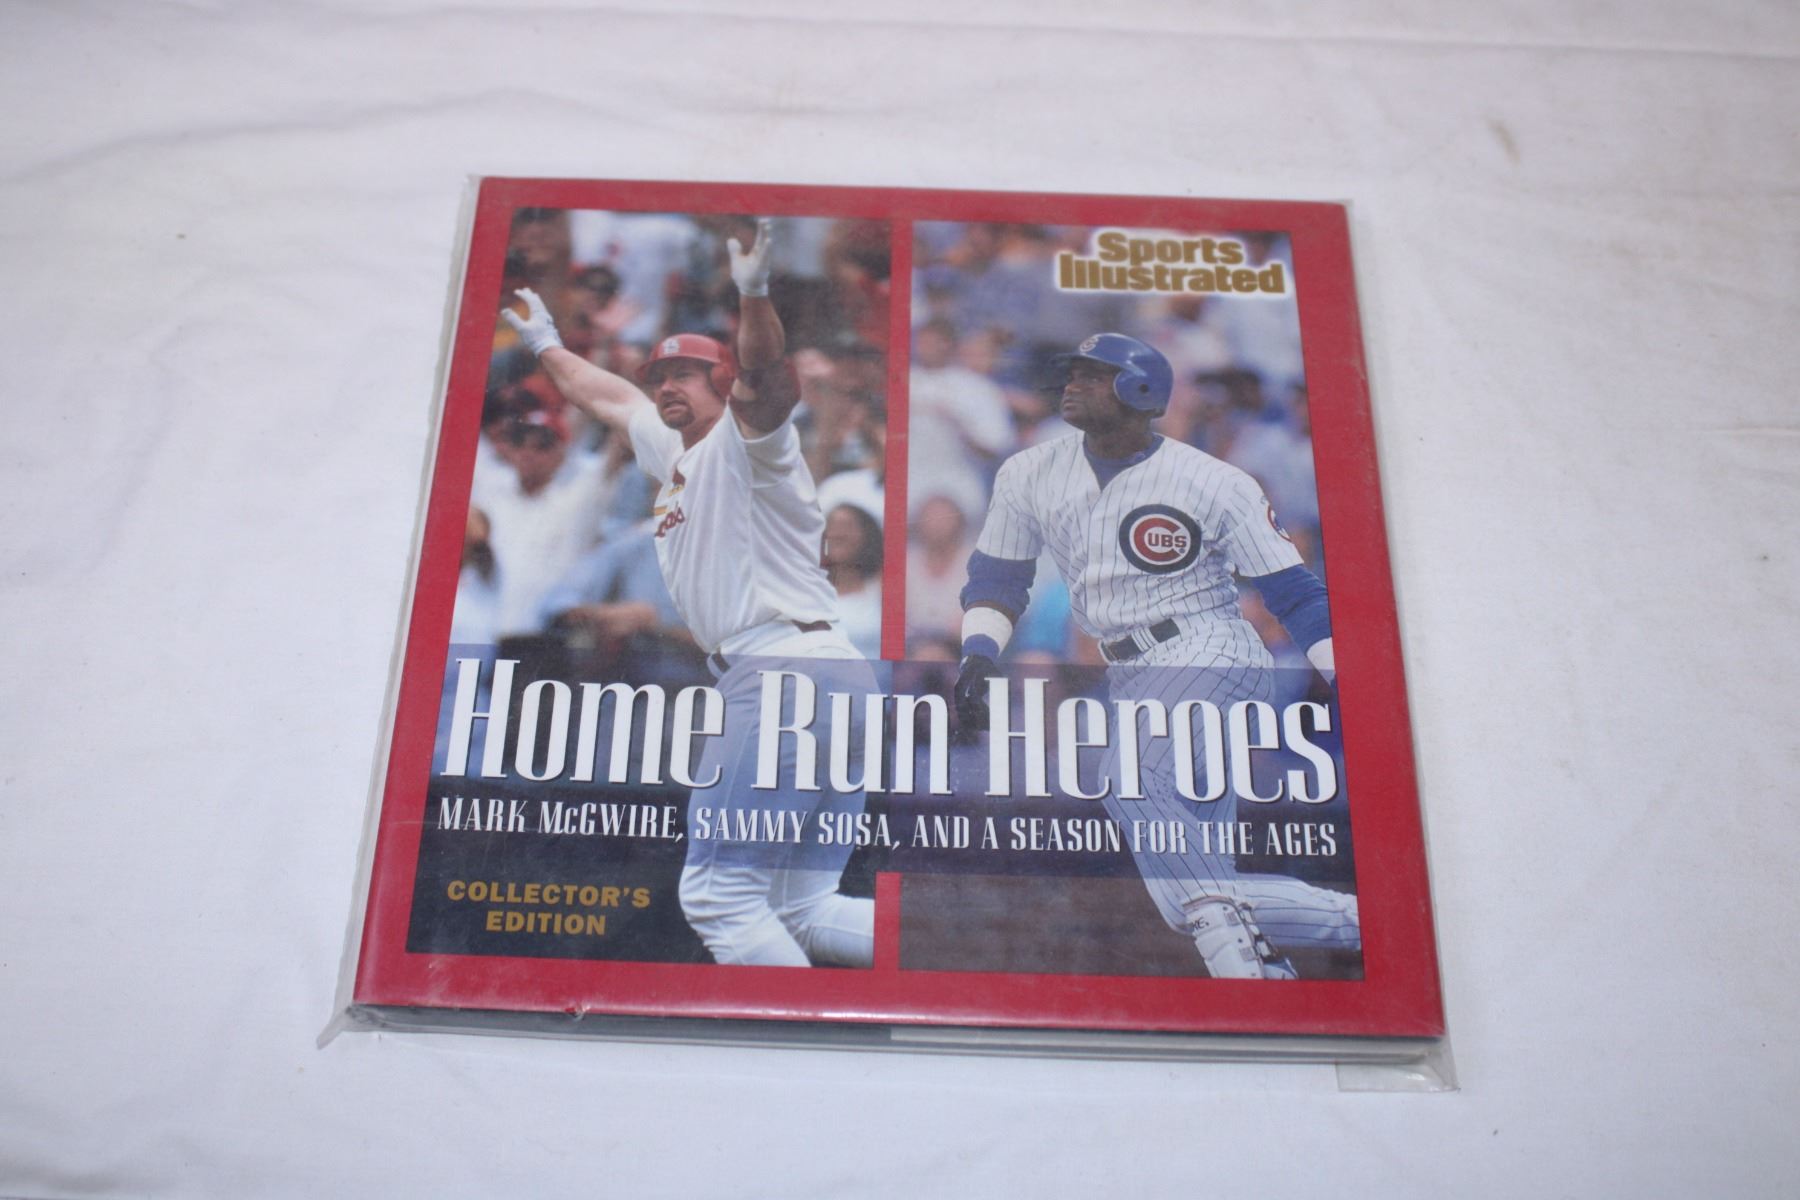 Sports
Illustrated
CUBS
Home Run Heroes
MARK McGWIRE, SAMMY SOSA, AND A SEASON FOR THE AGES
COLLECTOR'S
EDITION